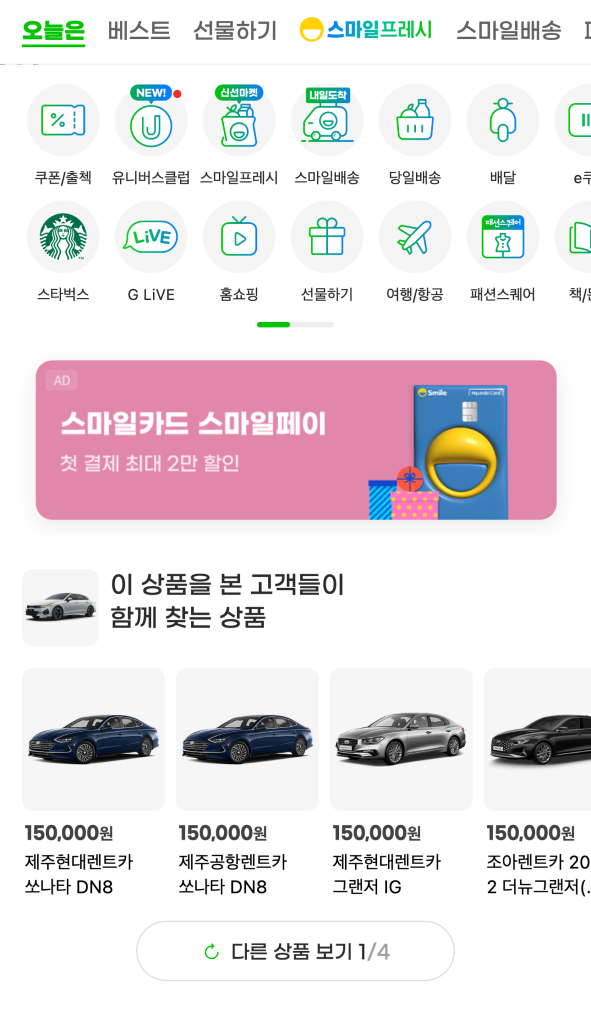 오늘은 베스트 선물하기 스마일프레시 스마일배송
NEW! 신선마켓 내일도착
쿠폰/출첵 유니버스클럽 스마일프레시 스마일배송 당일배송 배달 e쿠
LiVE 패션스퀘어
스타벅스 G LiVE 홈쇼핑 선물하기 여행/항공 패션스퀘어 책/
AD
Smile Hyundai Card
스마일카드 스마일페이
첫 결제 최대 2만 할인
이 상품을 본 고객들이
함께 찾는 상품
150,000원 150,000원 150,000원 150,000원
제주현대렌트카 제주공항렌트카 제주현대렌트카 조아렌트카 20
쏘나타 DN8 쏘나타 DN8 그랜저 IG 2 더뉴그랜저(..
다른 상품 보기 1/4